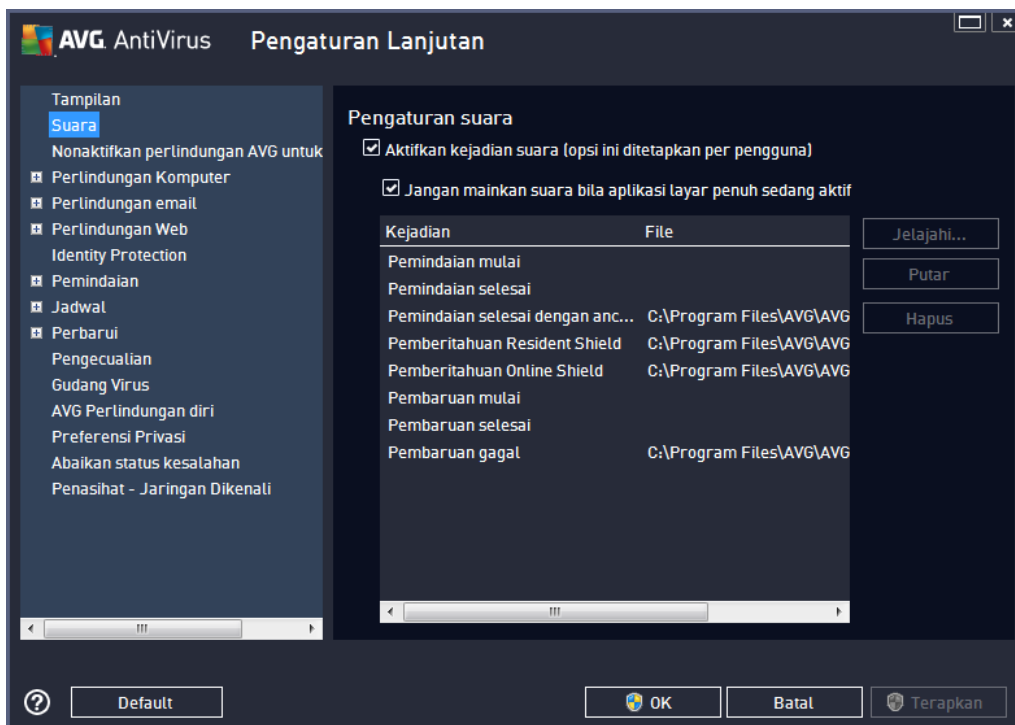 AVG AntiVirus Pengaturan Lanjutan
Tampilan
Suara
Nonaktifkan perlindungan AVG untuk
Perlindungan Komputer
Perlindungan email
Perlindungan Web
Identity Protection
Pemindaian
Jadwal
Perbarui
Pengecualian
Gudang Virus
AVG Perlindungan diri
Preferensi Privasi
Abaikan status kesalahan
Penasihat - Jaringan Dikenali
Pengaturan suara
Aktifkan kejadian suara (opsi ini ditetapkan per pengguna)
Jangan mainkan suara bila aplikasi layar penuh sedang aktif
Kejadian File
Pemindaian mulai
Pemindaian selesai
Pemindaian selesai dengan anc... C:\Program Files\AVG\AVG
Pemberitahuan Resident Shield C:\Program Files\AVG\AVG
Pemberitahuan Online Shield C:\Program Files\AVG\AVG
Pembaruan mulai
Pembaruan selesai
Pembaruan gagal C:\Program Files\AVG\AVG
Jelajahi...
Putar
Hapus
? Default OK Batal Terapkan